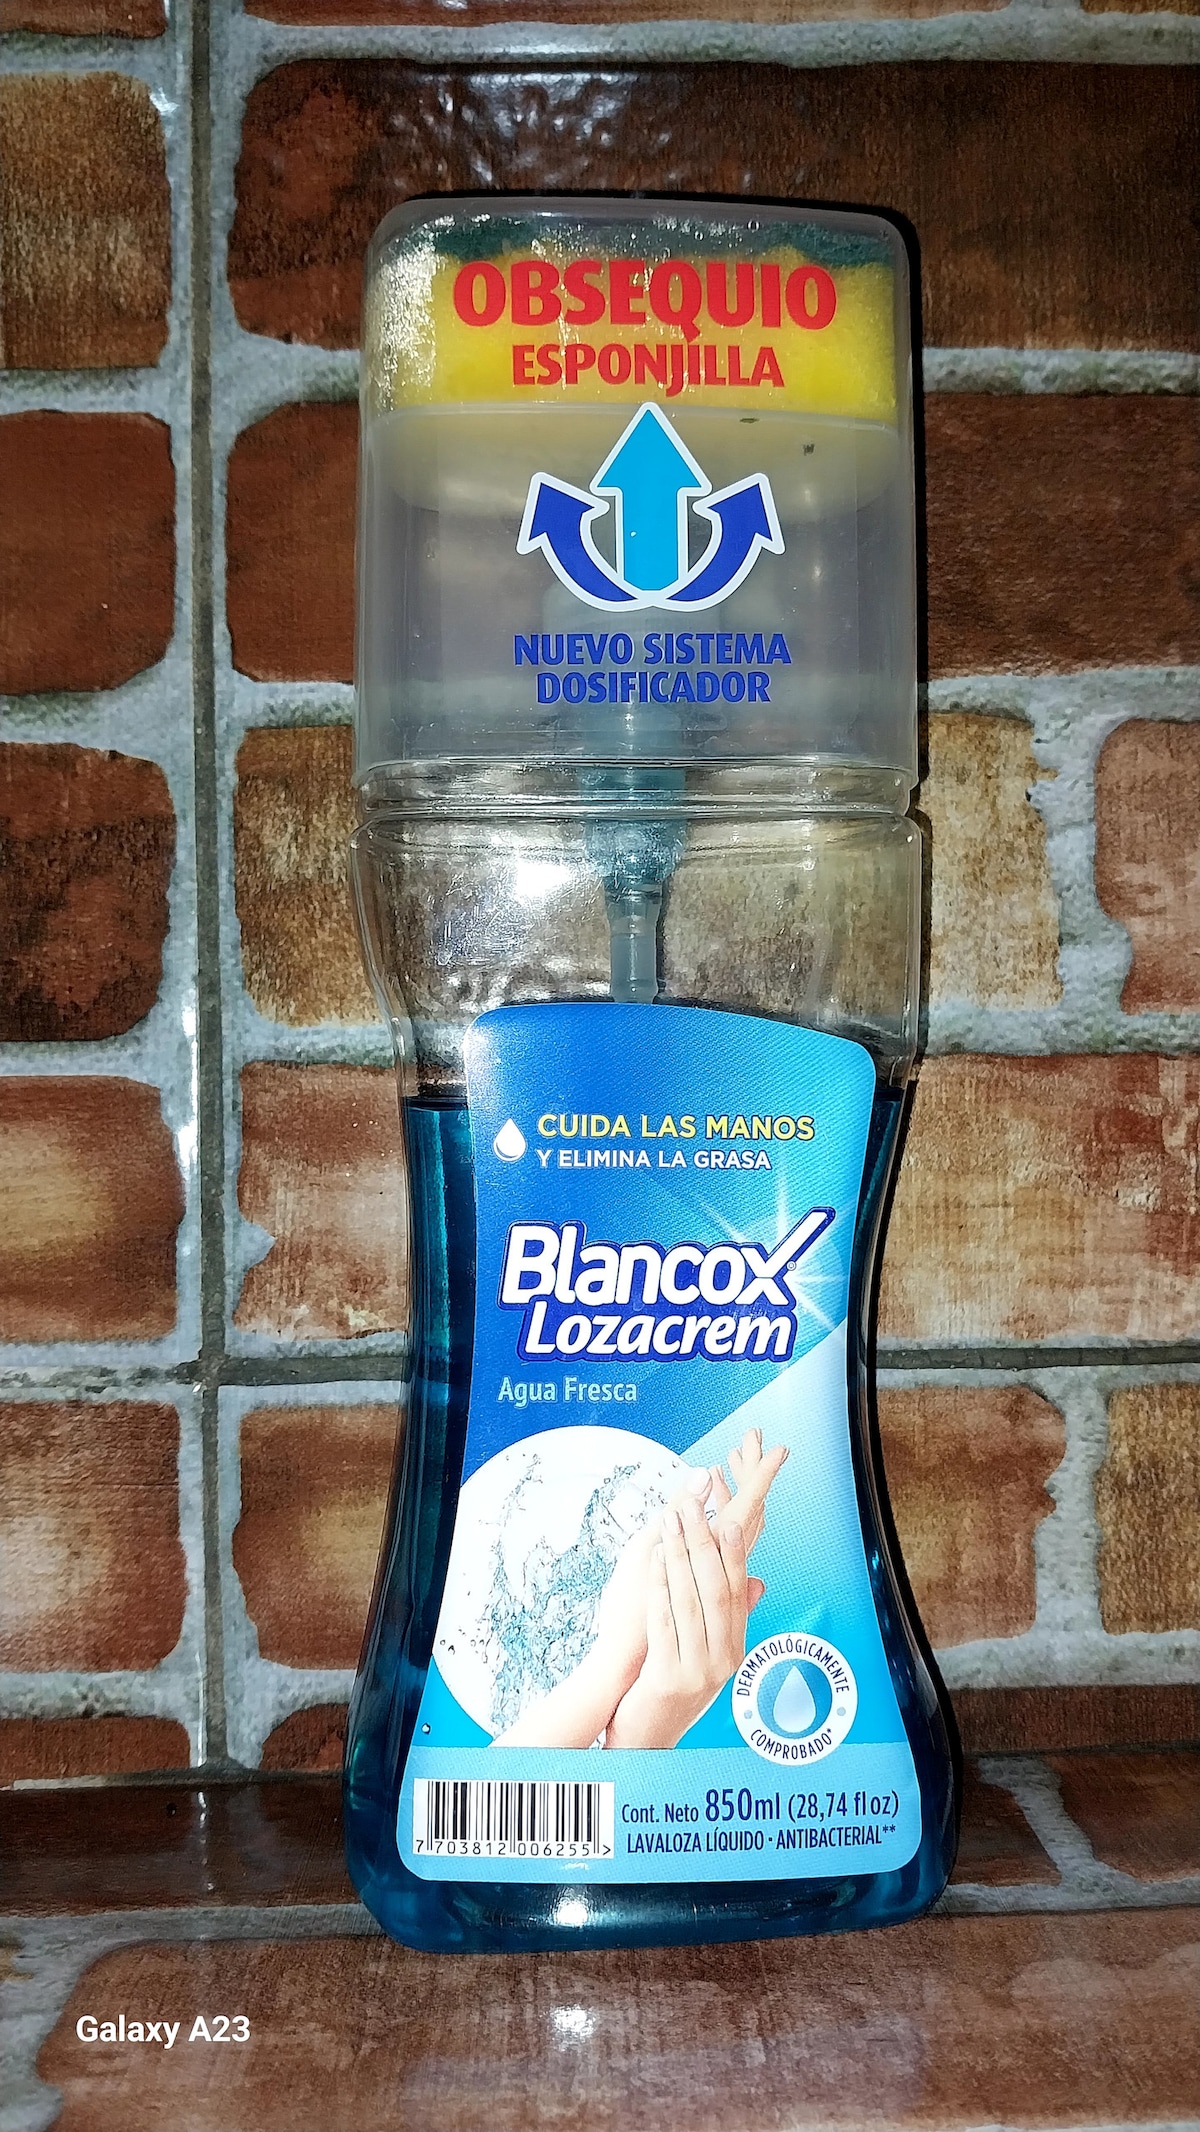 OBSEQUIO
ESPONJILLA
NUEVO SISTEMA
DOSIFICADOR
CUIDA LAS MANOS
Y ELIMINA LA GRASA
Blancox®
Lozacrem
Agua Fresca
DERMATOLÓGICAMENTE
COMPROBADO*
7 703812 006255 >
Cont. Neto 850ml (28,74 fl oz)
LAVALOZA LÍQUIDO · ANTIBACTERIAL**
Galaxy A23